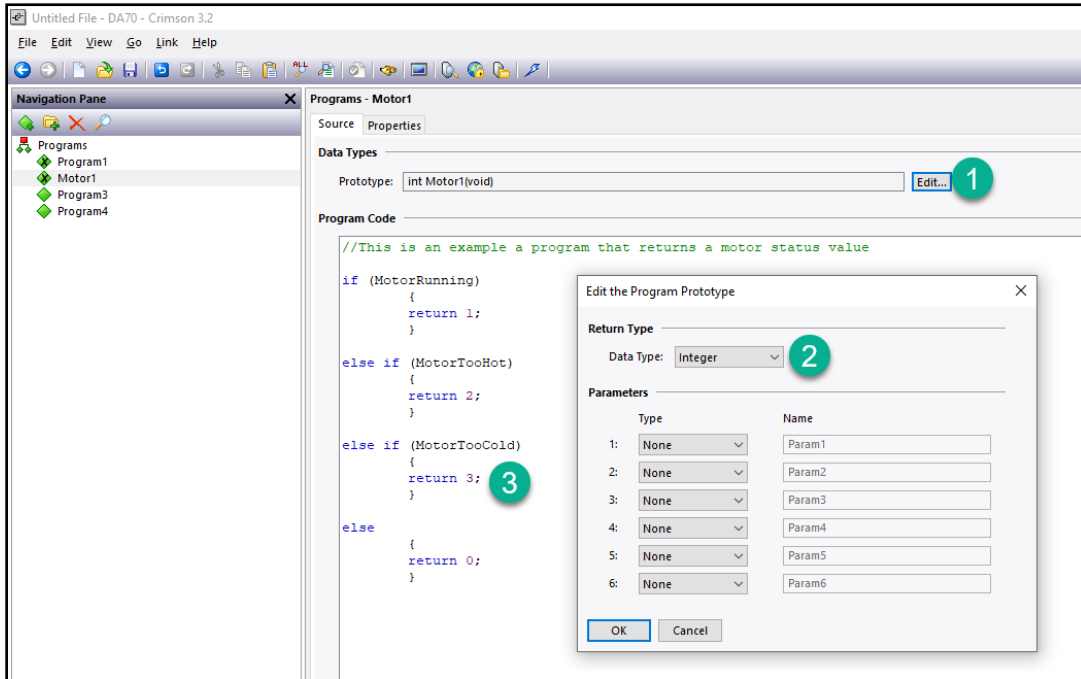 Untitled File - DA70 - Crimson 3.2
File Edit View Go Link Help
ALL
Navigation Pane
Programs
Program1
Motor1
Program3
Program4
Programs - Motor1
Source Properties
Data Types
Prototype: int Motor1(void) Edit... 1
Program Code
//This is an example a program that returns a motor status value
if (MotorRunning)
{
return 1;
}
else if (MotorTooHot)
{
return 2;
}
else if (MotorTooCold)
{
return 3; 3
}
else
{
return 0;
}
Edit the Program Prototype
Return Type
Data Type: Integer 2
Parameters
Type Name
1: None Param1
2: None Param2
3: None Param3
4: None Param4
5: None Param5
6: None Param6
OK Cancel